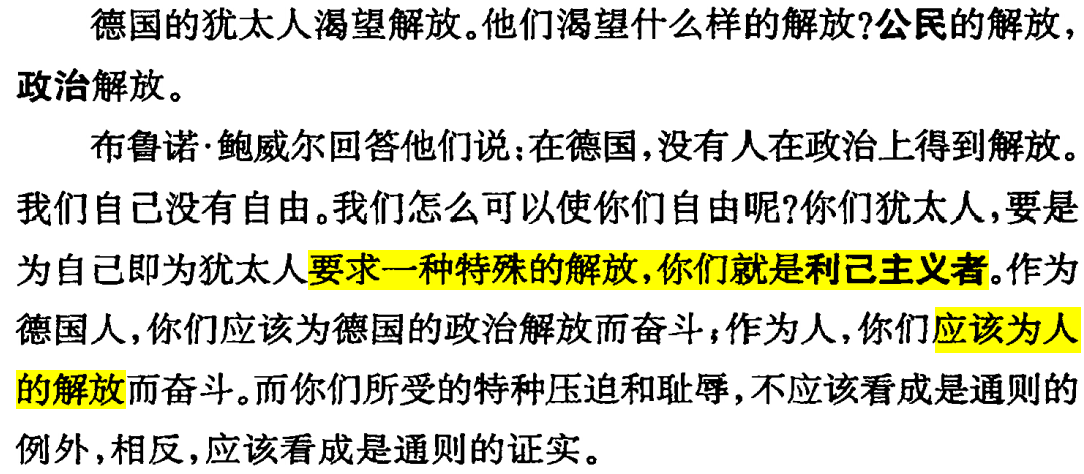 德国的犹太人渴望解放。他们渴望什么样的解放?公民的解放,
政治解放。
布鲁诺·鲍威尔回答他们说:在德国,没有人在政治上得到解放。
我们自己没有自由。我们怎么可以使你们自由呢?你们犹太人,要是
为自己即为犹太人要求一种特殊的解放,你们就是利己主义者。作为
德国人,你们应该为德国的政治解放而奋斗;作为人,你们应该为人
的解放而奋斗。而你们所受的特种压迫和耻辱,不应该看成是通则的
例外,相反,应该看成是通则的证实。